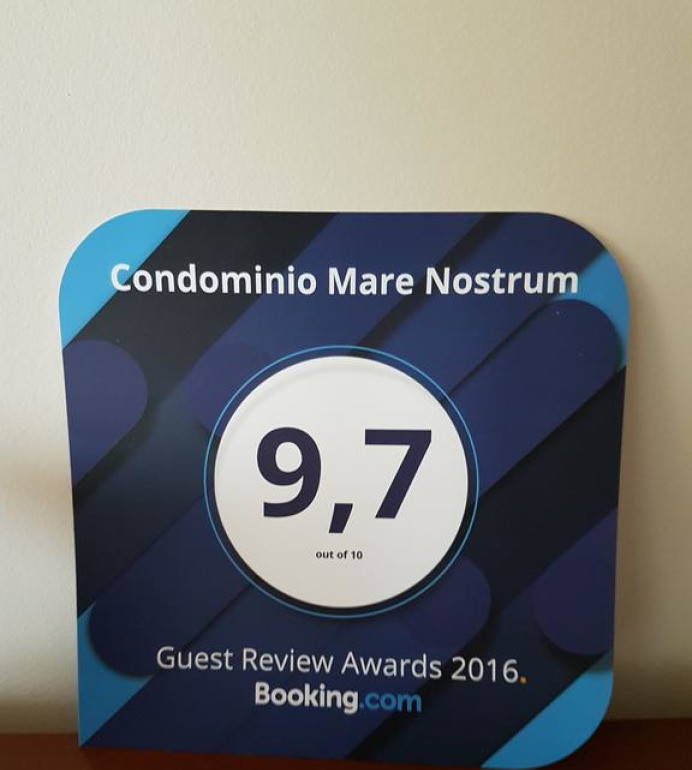 Condominio Mare Nostrum
9,7
out of 10
Guest Review Awards 2016.
Booking.com